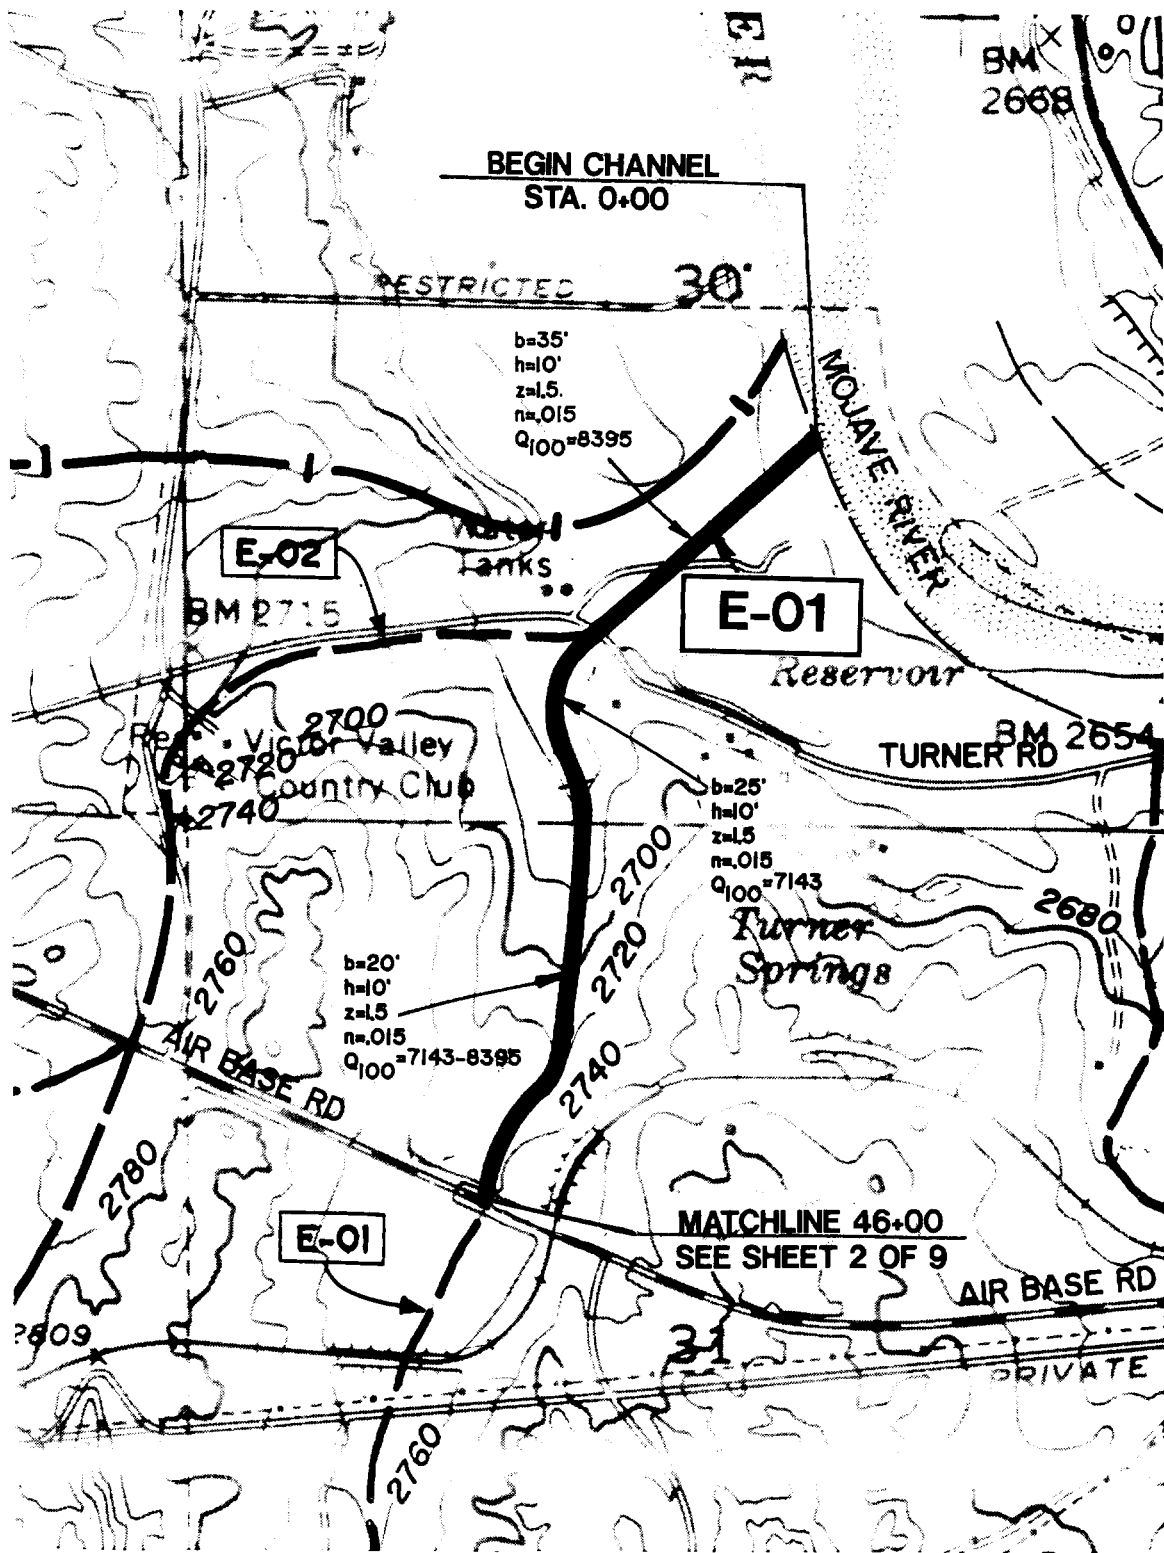 BM
2668
BEGIN CHANNEL
STA. 0+00
RESTRICTED
30
b=35'
h=10'
z=1.5.
n=.015
Q100=8395
MOJAVE RIVER
E-02
Water
Tanks
BM 2715
E-01
Reservoir
2700
Victor Valley
Country Club
2720
2740
BM 2654
TURNER RD
b=25'
h=10'
z=1.5
n=.015
Q100=7143
2700
2680
Turner
Springs
2720
2760
b=20'
h=10'
z=1.5
n=.015
Q100=7143-8395
AIR BASE RD
2740
2780
MATCHLINE 46+00
SEE SHEET 2 OF 9
E-01
AIR BASE RD
2809
31
PRIVATE
2760